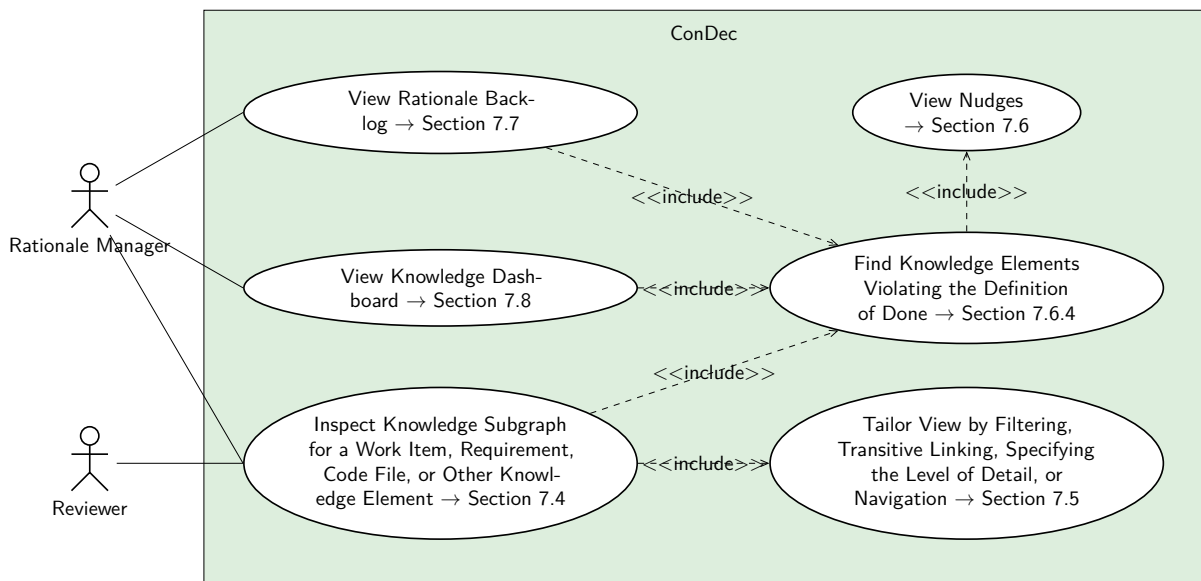 ConDec
View Rationale Back-
log → Section 7.7
View Nudges
→ Section 7.6
<<include>>
<<include>>
Rationale Manager
View Knowledge Dash-
board → Section 7.8
<<include>>
Find Knowledge Elements
Violating the Definition
of Done → Section 7.6.4
<<include>>
Inspect Knowledge Subgraph
for a Work Item, Requirement,
Code File, or Other Knowl-
edge Element → Section 7.4
<<include>>
Tailor View by Filtering,
Transitive Linking, Specifying
the Level of Detail, or
Navigation → Section 7.5
Reviewer